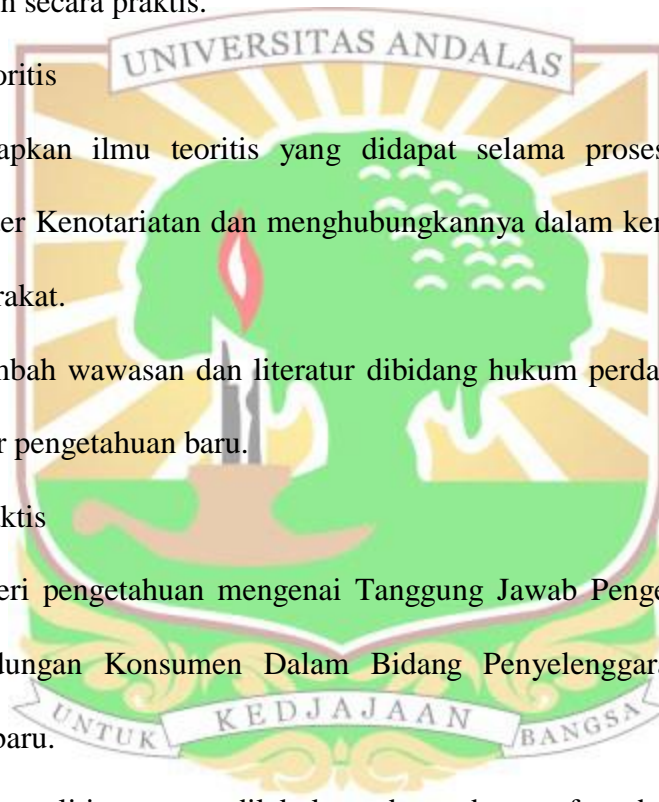 n secara praktis.
UNIVERSITAS ANDALAS
oritis
apkan ilmu teoritis yang didapat selama proses
er Kenotariatan dan menghubungkannya dalam ker
rakat.
nbah wawasan dan literatur dibidang hukum perda
r pengetahuan baru.
ktis
eri pengetahuan mengenai Tanggung Jawab Penge
dungan Konsumen Dalam Bidang Penyelenggar
UNTUK KEDJAJAAN BANGSA
baru.